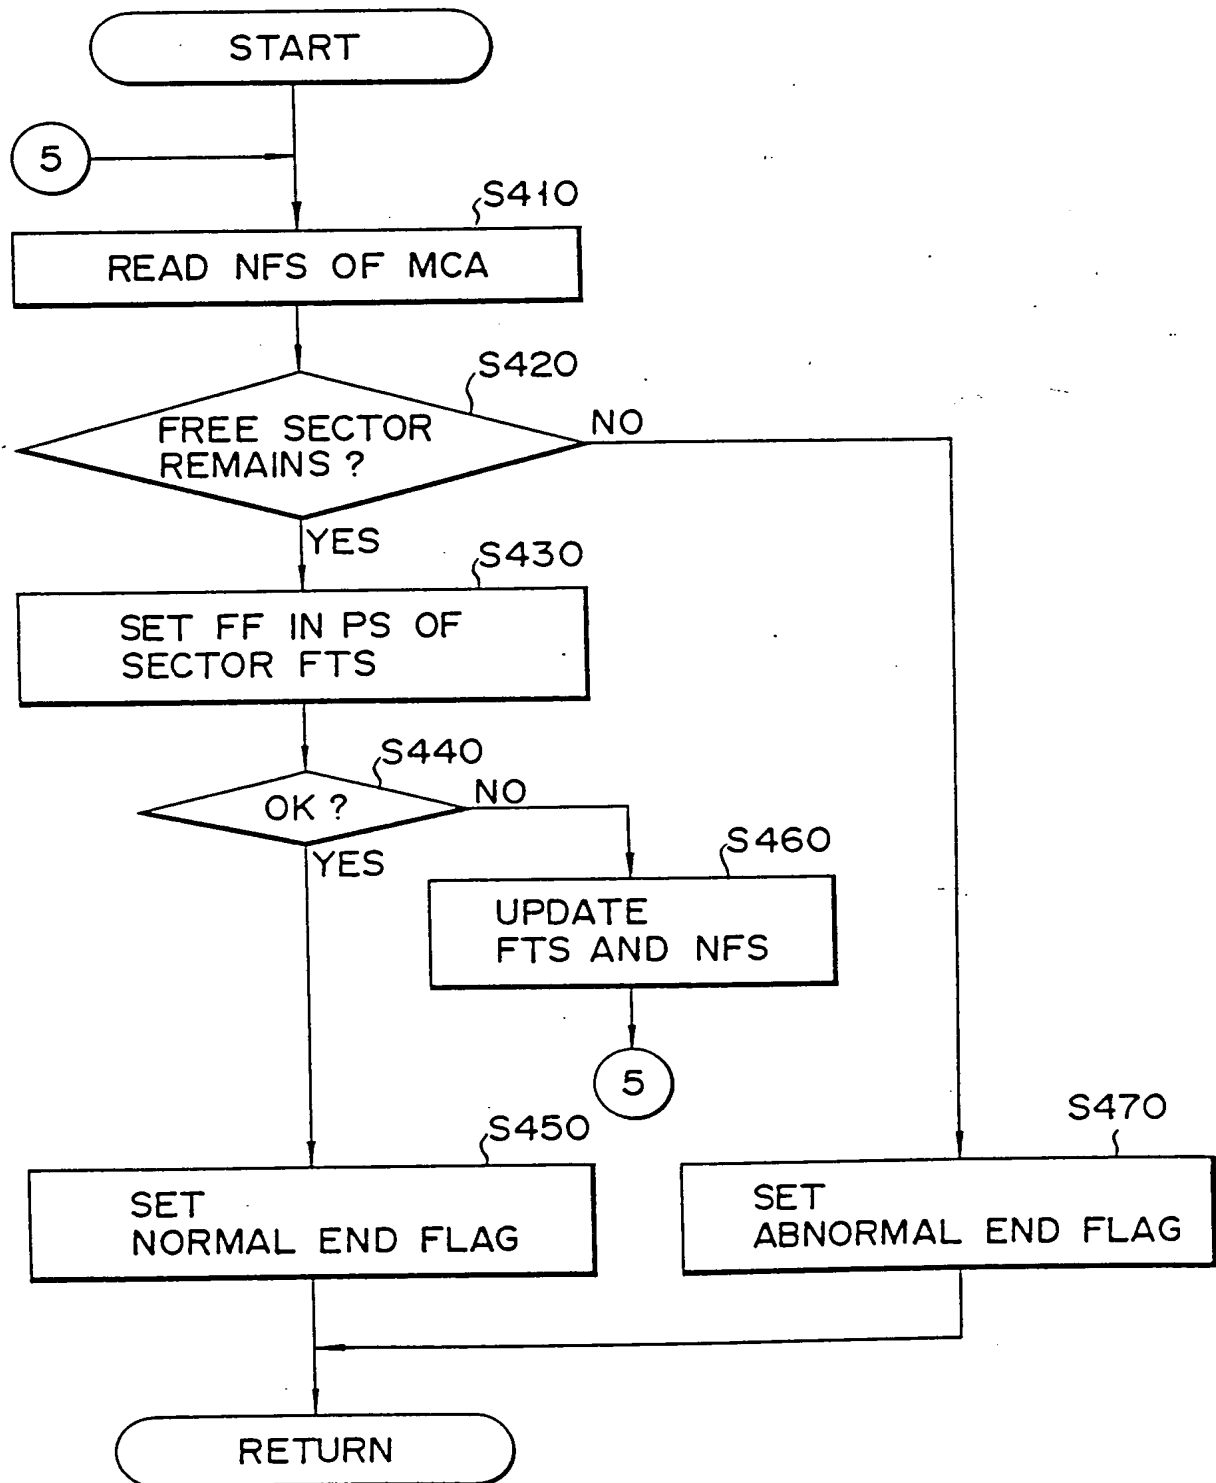 START
5
S410
READ NFS OF MCA
S420
FREE SECTOR
REMAINS ?
NO
YES
S430
SET FF IN PS OF
SECTOR FTS
S440
OK ?
NO
YES
S460
UPDATE
FTS AND NFS
5
S450
SET
NORMAL END FLAG
S470
SET
ABNORMAL END FLAG
RETURN